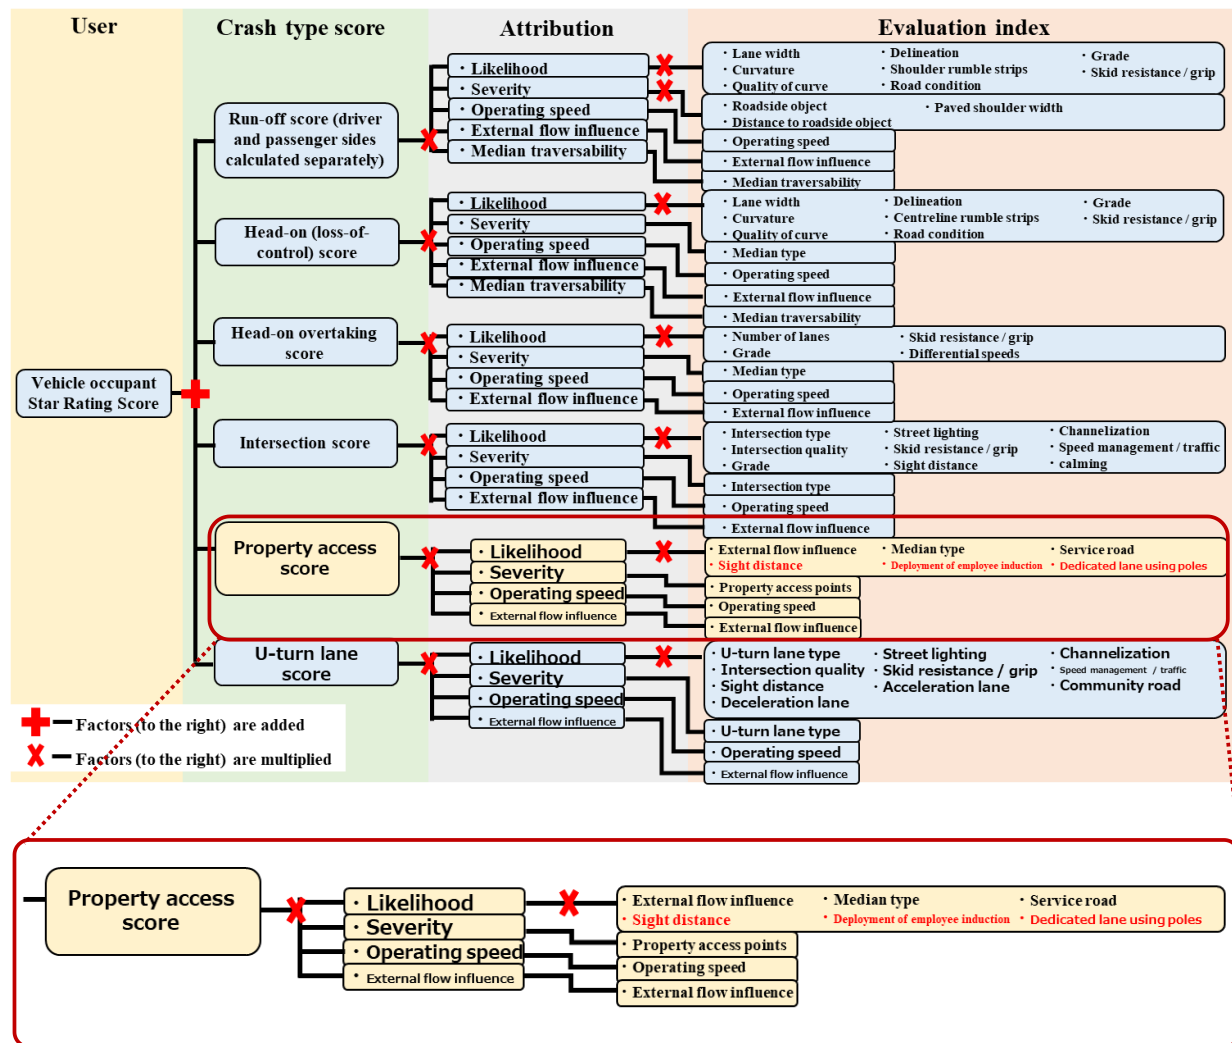 User
Crash type score
Attribution
Evaluation index
Vehicle occupant
Star Rating Score
Run-off score (driver
and passenger sides
calculated separately)
・Likelihood
・Severity
・Operating speed
・External flow influence
・Median traversability
・Lane width ・Delineation ・Grade
・Curvature ・Shoulder rumble strips ・Skid resistance / grip
・Quality of curve ・Road condition
・Roadside object ・Paved shoulder width
・Distance to roadside object
・Operating speed
・External flow influence
・Median traversability
Head-on (loss-of-
control) score
・Likelihood
・Severity
・Operating speed
・External flow influence
・Median traversability
・Lane width ・Delineation ・Grade
・Curvature ・Centreline rumble strips ・Skid resistance / grip
・Quality of curve ・Road condition
・Median type
・Operating speed
・External flow influence
・Median traversability
Head-on overtaking
score
・Likelihood
・Severity
・Operating speed
・External flow influence
・Number of lanes ・Skid resistance / grip
・Grade ・Differential speeds
・Median type
・Operating speed
・External flow influence
Intersection score
・Likelihood
・Severity
・Operating speed
・External flow influence
・Intersection type ・Street lighting ・Channelization
・Intersection quality ・Skid resistance / grip ・Speed management / traffic
・Grade ・Sight distance ・calming
・Intersection type
・Operating speed
・External flow influence
Property access
score
・Likelihood
・Severity
・Operating speed
・External flow influence
・External flow influence ・Median type ・Service road
・Sight distance ・Deployment of employee induction ・Dedicated lane using poles
・Property access points
・Operating speed
・External flow influence
U-turn lane
score
・Likelihood
・Severity
・Operating speed
・External flow influence
・U-turn lane type ・Street lighting ・Channelization
・Intersection quality ・Skid resistance / grip ・Speed management / traffic
・Sight distance ・Acceleration lane ・Community road
・Deceleration lane
・U-turn lane type
・Operating speed
・External flow influence
Factors (to the right) are added
Factors (to the right) are multiplied
Property access
score
・Likelihood
・Severity
・Operating speed
・External flow influence
・External flow influence ・Median type ・Service road
・Sight distance ・Deployment of employee induction ・Dedicated lane using poles
・Property access points
・Operating speed
・External flow influence